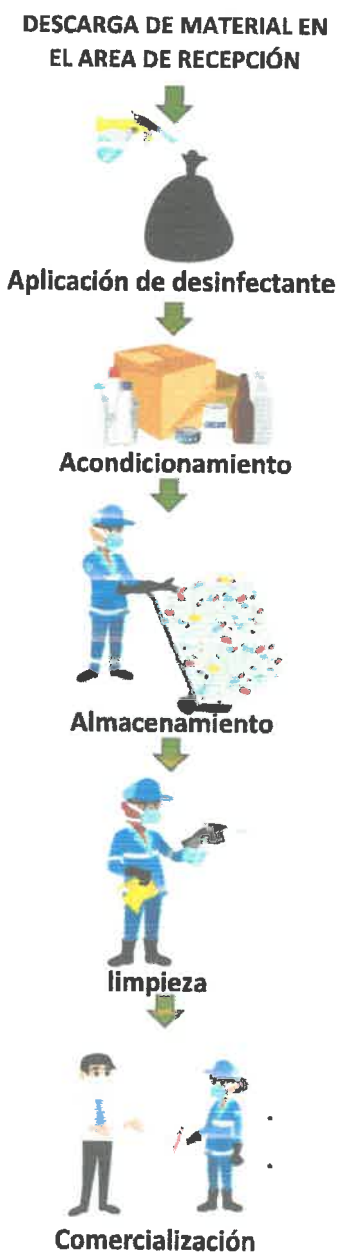 DESCARGA DE MATERIAL EN
EL AREA DE RECEPCIÓN
Aplicación de desinfectante
Acondicionamiento
Almacenamiento
limpieza
Comercialización